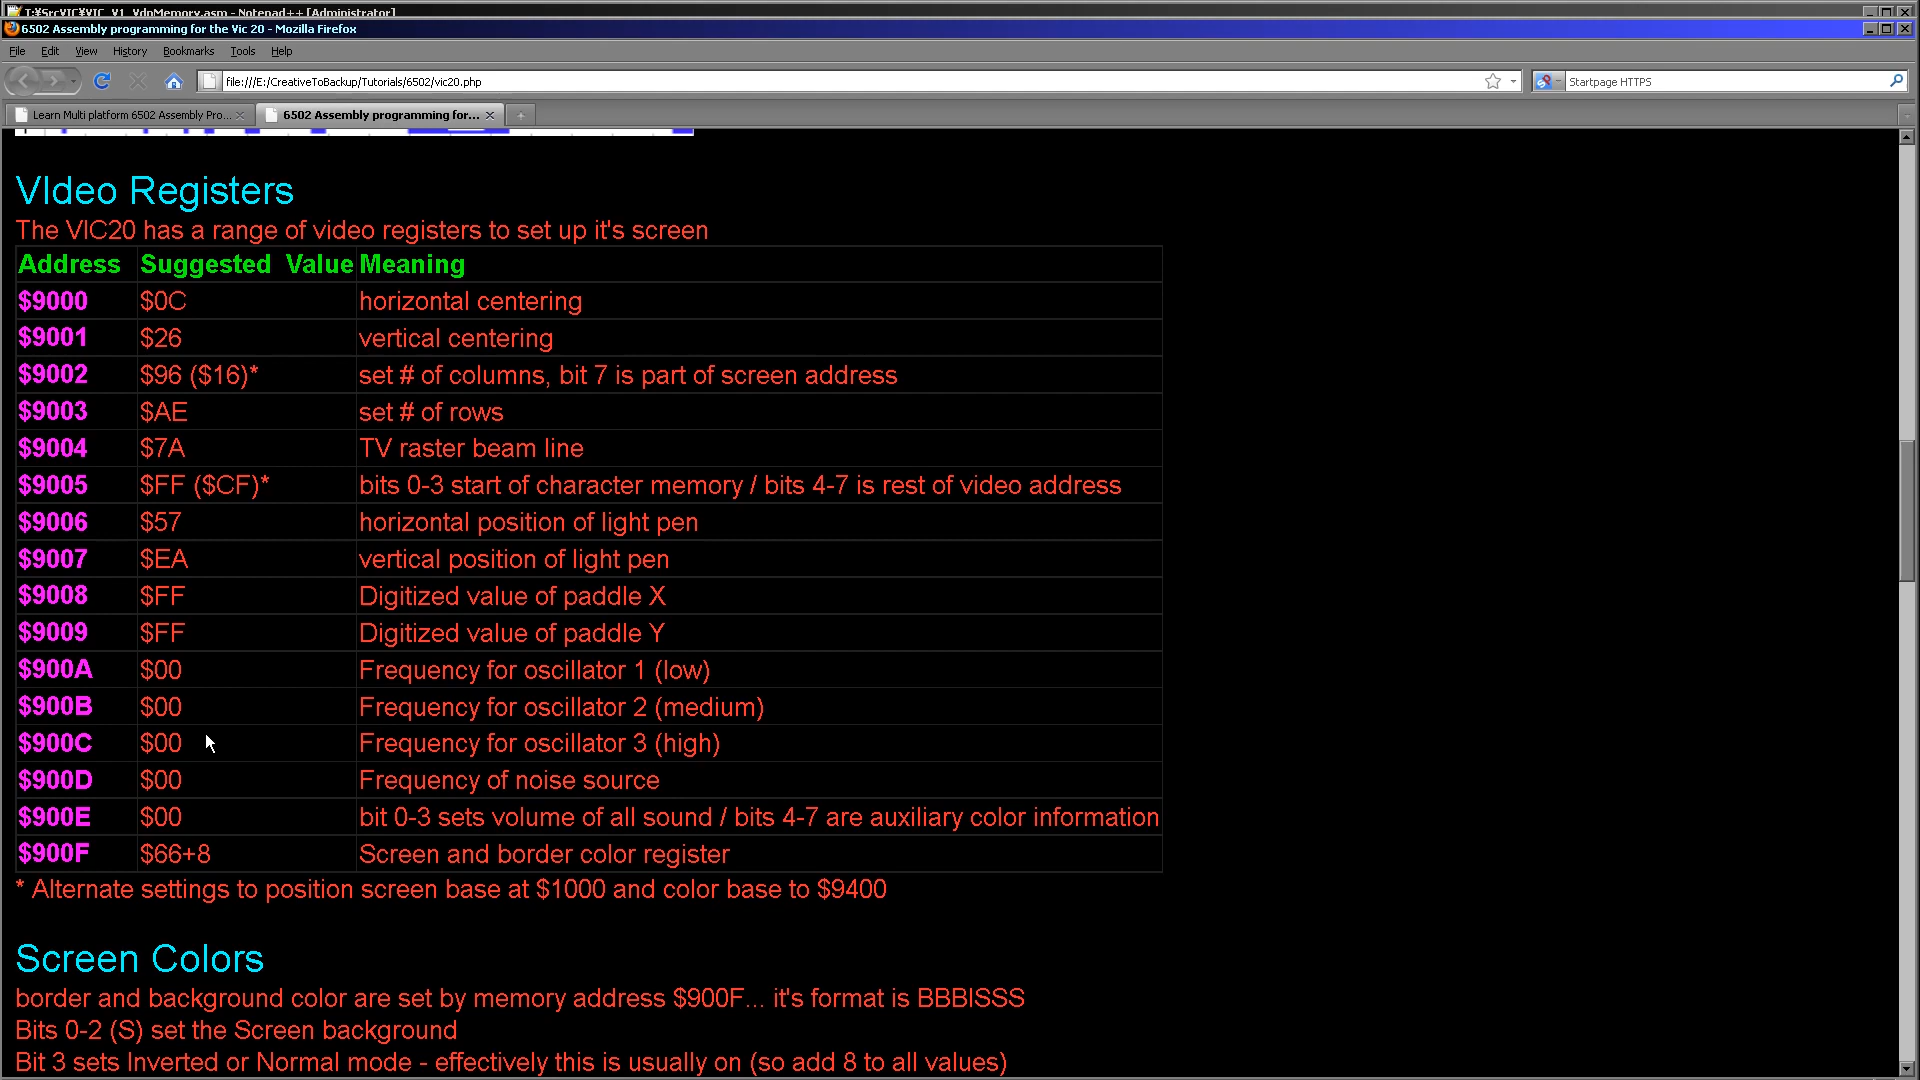 T:¥SrcVIC¥VIC_V1_VdpMemory.asm - Notepad++ [Administrator]
6502 Assembly programming for the Vic 20 - Mozilla Firefox
File Edit View History Bookmarks Tools Help
file:///E:/CreativeToBackup/Tutorials/6502/vic20.php Startpage HTTPS
Learn Multi platform 6502 Assembly Pro... 6502 Assembly programming for...
VIdeo Registers
The VIC20 has a range of video registers to set up it's screen
Address Suggested Value Meaning
$9000 $0C horizontal centering
$9001 $26 vertical centering
$9002 $96 ($16)* set # of columns, bit 7 is part of screen address
$9003 $AE set # of rows
$9004 $7A TV raster beam line
$9005 $FF ($CF)* bits 0-3 start of character memory / bits 4-7 is rest of video address
$9006 $57 horizontal position of light pen
$9007 $EA vertical position of light pen
$9008 $FF Digitized value of paddle X
$9009 $FF Digitized value of paddle Y
$900A $00 Frequency for oscillator 1 (low)
$900B $00 Frequency for oscillator 2 (medium)
$900C $00 Frequency for oscillator 3 (high)
$900D $00 Frequency of noise source
$900E $00 bit 0-3 sets volume of all sound / bits 4-7 are auxiliary color information
$900F $66+8 Screen and border color register
* Alternate settings to position screen base at $1000 and color base to $9400
Screen Colors
border and background color are set by memory address $900F... it's format is BBBISSS
Bits 0-2 (S) set the Screen background
Bit 3 sets Inverted or Normal mode - effectively this is usually on (so add 8 to all values)